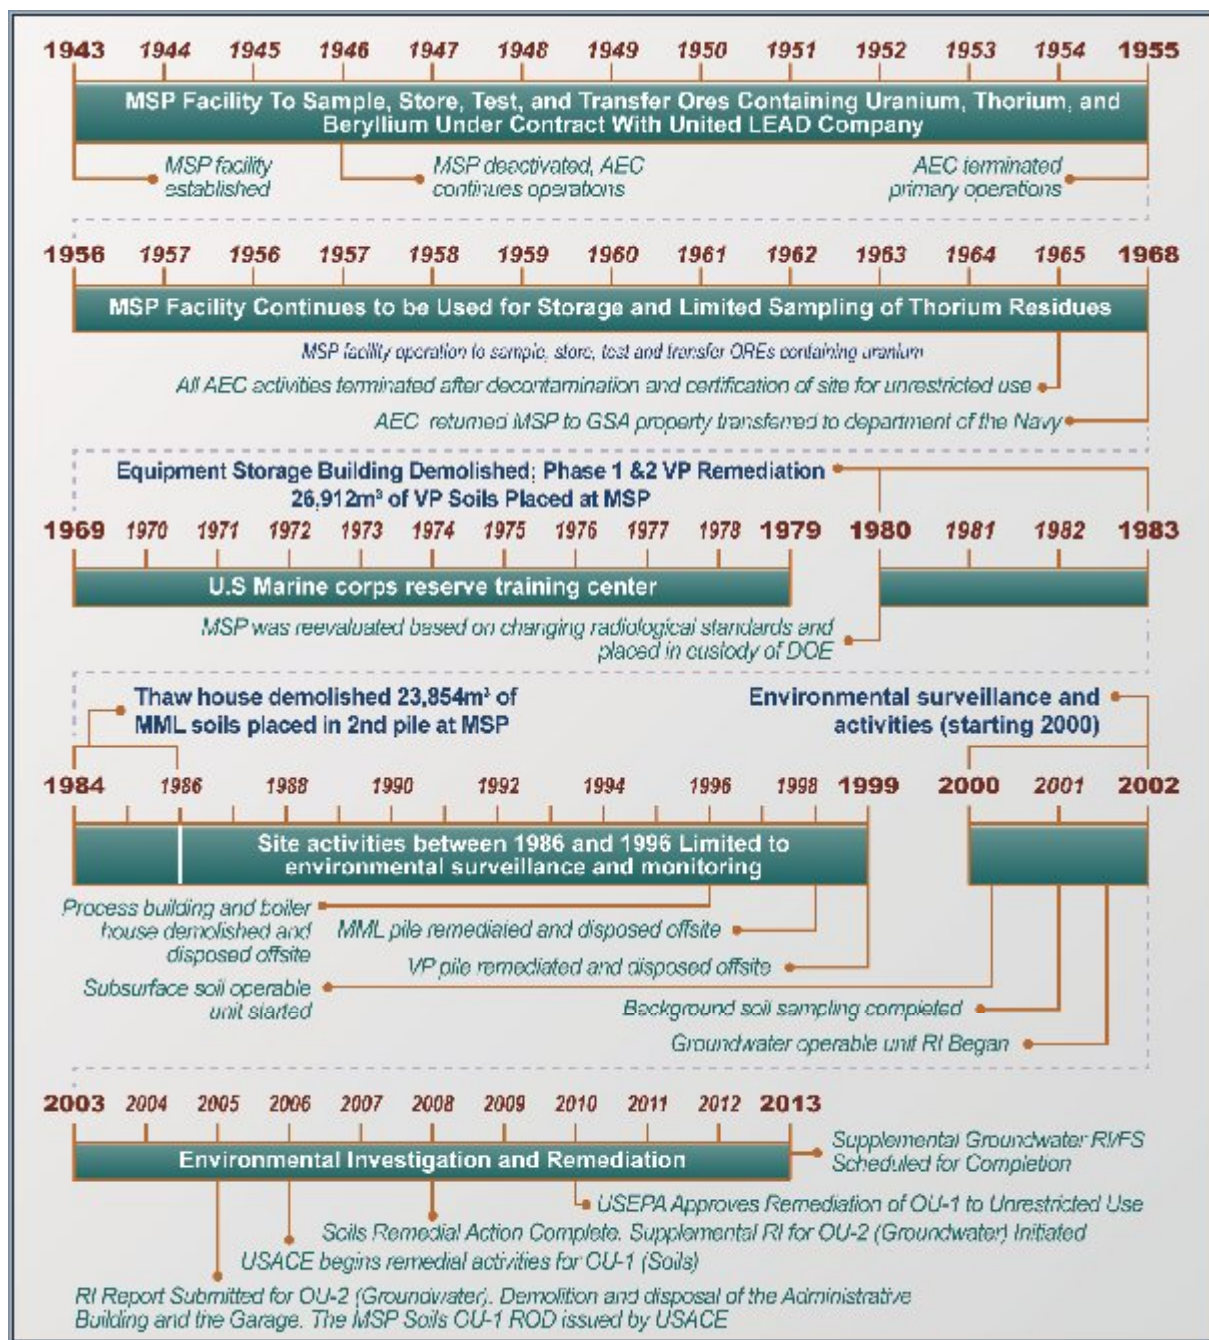 1943 1944 1945 1946 1947 1948 1949 1950 1951 1952 1953 1954 1955
MSP Facility To Sample, Store, Test, and Transfer Ores Containing Uranium, Thorium, and
Beryllium Under Contract With United LEAD Company
MSP facility
established
MSP deactivated, AEC
continues operations
AEC terminated
primary operations
1956 1957 1956 1957 1958 1959 1960 1961 1962 1963 1964 1965 1968
MSP Facility Continues to be Used for Storage and Limited Sampling of Thorium Residues
MSP facility operation to sample, store, test and transfer OREs containing uranium
All AEC activities terminated after decontamination and certification of site for unrestricted use
AEC returned MSP to GSA property transferred to department of the Navy
Equipment Storage Building Demolished; Phase 1 &2 VP Remediation
26,912m³ of VP Soils Placed at MSP
1969 1970 1971 1972 1973 1974 1975 1976 1977 1978 1979 1980 1981 1982 1983
U.S Marine corps reserve training center
MSP was reevaluated based on changing radiological standards and
placed in custody of DOE
Thaw house demolished 23,854m³ of
MML soils placed in 2nd pile at MSP
Environmental surveillance and
activities (starting 2000)
1984 1986 1988 1990 1992 1994 1996 1998 1999 2000 2001 2002
Site activities between 1986 and 1996 Limited to
environmental surveillance and monitoring
Process building and boiler
house demolished and
disposed offsite
MML pile remediated and disposed offsite
VP pile remediated and disposed offsite
Subsurface soil operable
unit started
Background soil sampling completed
Groundwater operable unit RI Began
2003 2004 2005 2006 2007 2008 2009 2010 2011 2012 2013
Environmental Investigation and Remediation
Supplemental Groundwater RI/FS
Scheduled for Completion
USEPA Approves Remediation of OU-1 to Unrestricted Use
Soils Remedial Action Complete. Supplemental RI for OU-2 (Groundwater) Initiated
USACE begins remedial activities for OU-1 (Soils)
RI Report Submitted for OU-2 (Groundwater). Demolition and disposal of the Administrative
Building and the Garage. The MSP Soils OU-1 ROD issued by USACE